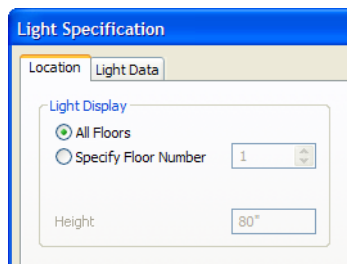 Light Specification
Location Light Data
Light Display
All Floors
Specify Floor Number 1
Height 80"